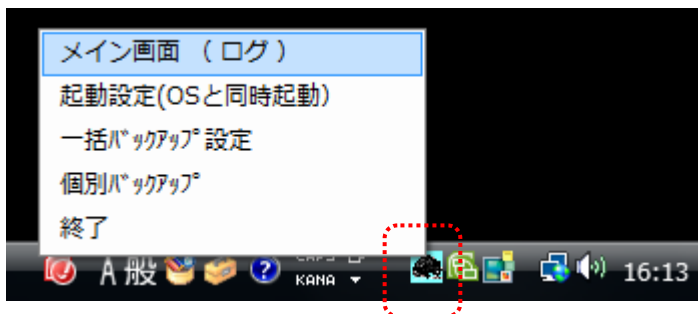 メイン画面 （ログ）
起動設定(OSと同時起動）
一括ﾊﾞｯｸｱｯﾌﾟ設定
個別ﾊﾞｯｸｱｯﾌﾟ
終了
A 般
KANA
16:13